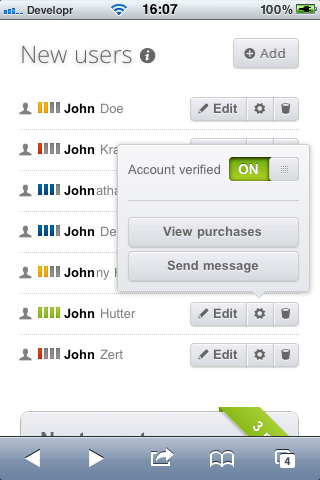 Developr 16:07 100%
New users
Add
John Doe Edit
John Kra
Account verified ON
Johnatha
John De
View purchases
Johnny H
Send message
John Hutter Edit
John Zert Edit
3
4